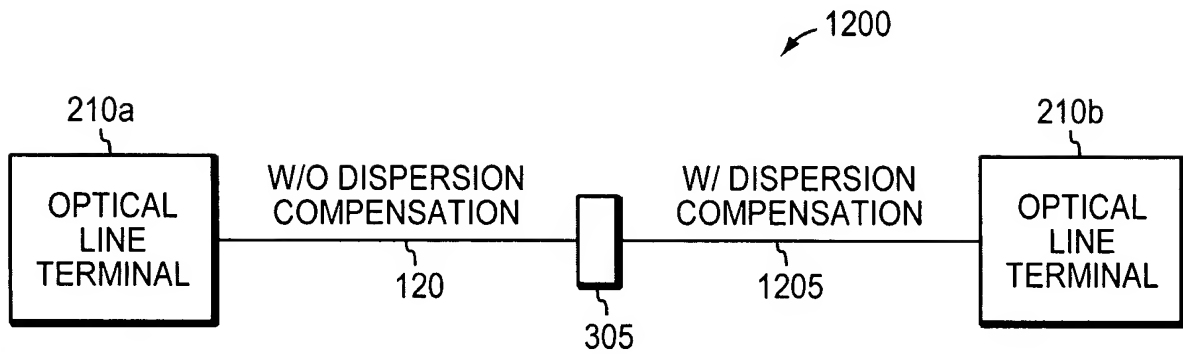 1200
210a
210b
OPTICAL
LINE
TERMINAL
W/O DISPERSION
COMPENSATION
120
305
W/ DISPERSION
COMPENSATION
1205
OPTICAL
LINE
TERMINAL